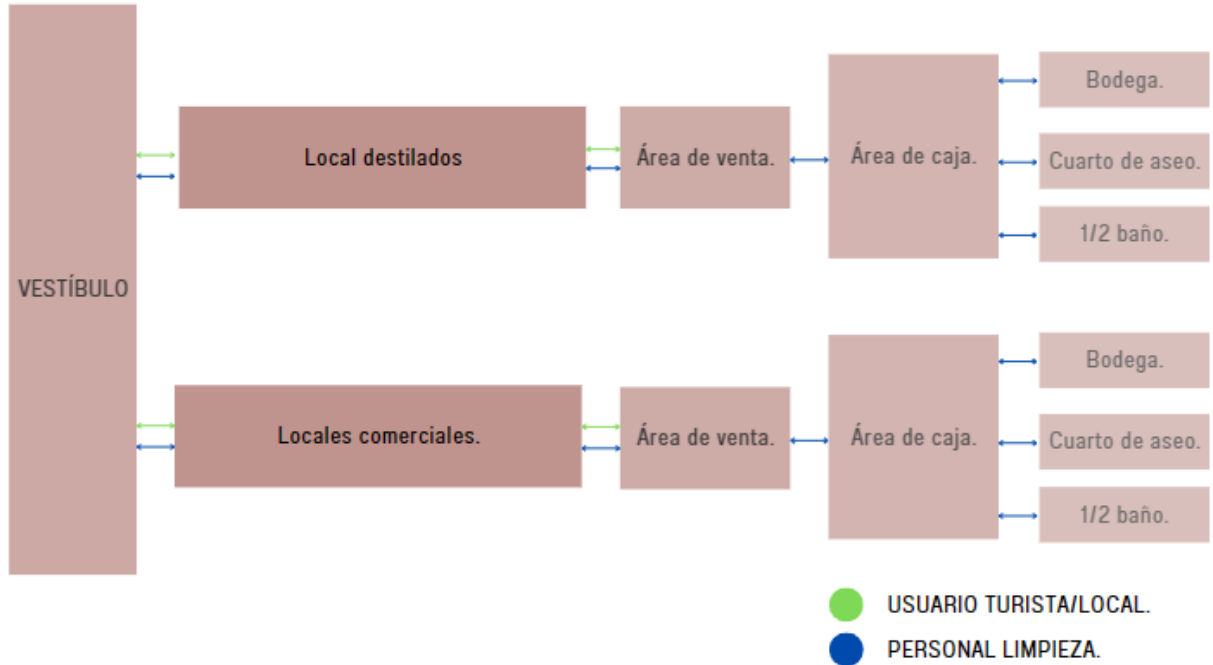 VESTÍBULO
Local destilados
Área de venta.
Área de caja.
Bodega.
Cuarto de aseo.
1/2 baño.
Locales comerciales.
Área de venta.
Área de caja.
Bodega.
Cuarto de aseo.
1/2 baño.
USUARIO TURISTA/LOCAL.
PERSONAL LIMPIEZA.